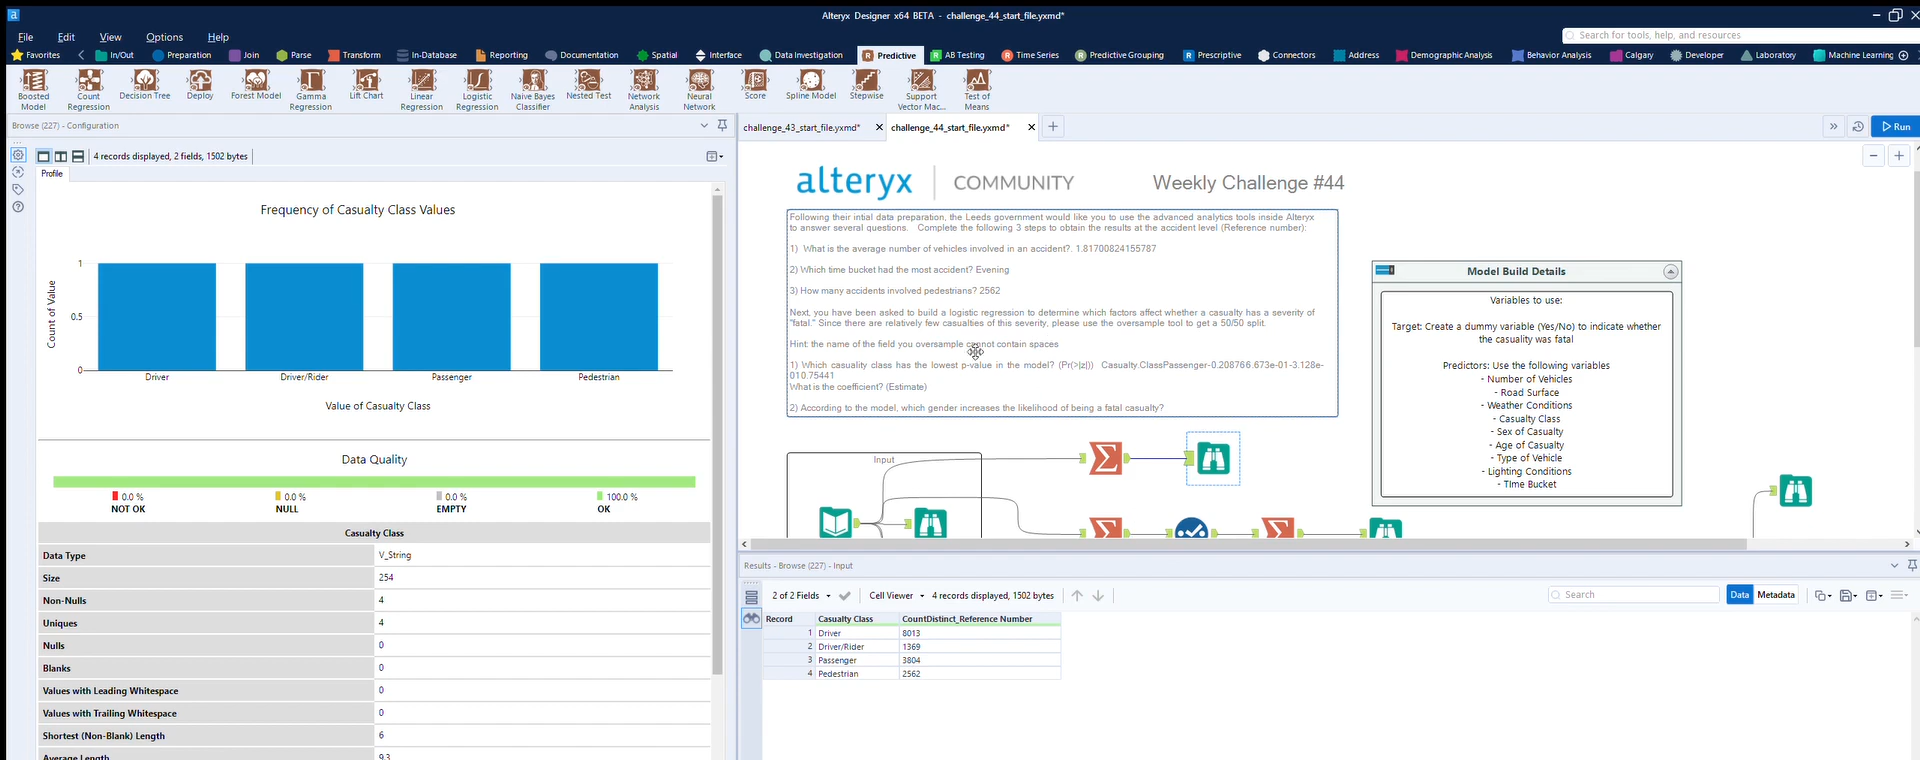 Alteryx Designer x64 BETA - challenge_44_start_file.yxmd*
File Edit View Options Help
Search for tools, help, and resources
Favorites In/Out Preparation Join Parse Transform In-Database Reporting Documentation Spatial Interface Data Investigation Predictive AB Testing Time Series Predictive Grouping Prescriptive Connectors Address Demographic Analysis Behavior Analysis Calgary Developer Laboratory Machine Learning
Boosted Model
Count Regression
Decision Tree
Deploy
Forest Model
Gamma Regression
Lift Chart
Linear Regression
Logistic Regression
Naive Bayes Classifier
Nested Test
Network Analysis
Neural Network
Score
Spline Model
Stepwise
Support Vector Mac...
Test of Means
Browse (227) - Configuration
4 records displayed, 2 fields, 1502 bytes
Profile
Frequency of Casualty Class Values
Count of Value
1
0.5
0
Driver Driver/Rider Passenger Pedestrian
Value of Casualty Class
Data Quality
0.0 % NOT OK
0.0 % NULL
0.0 % EMPTY
100.0 % OK
Casualty Class
Data Type V_String
Size 254
Non-Nulls 4
Uniques 4
Nulls 0
Blanks 0
Values with Leading Whitespace 0
Values with Trailing Whitespace 0
Shortest (Non-Blank) Length 6
Average Length 9.3
challenge_43_start_file.yxmd* challenge_44_start_file.yxmd*
Run
alteryx COMMUNITY Weekly Challenge #44
Following their intial data preparation, the Leeds government would like you to use the advanced analytics tools inside Alteryx
to answer several questions. Complete the following 3 steps to obtain the results at the accident level (Reference number):
1) What is the average number of vehicles involved in an accident?. 1.81700824155787
2) Which time bucket had the most accident? Evening
3) How many accidents involved pedestrians? 2562
Next, you have been asked to build a logistic regression to determine which factors affect whether a casualty has a severity of
"fatal." Since there are relatively few casualties of this severity, please use the oversample tool to get a 50/50 split.
Hint: the name of the field you oversample cannot contain spaces
1) Which casuality class has the lowest p-value in the model? (Pr(>|z|)) Casualty.ClassPassenger-0.208766.673e-01-3.128e-
010.75441
What is the coefficient? (Estimate)
2) According to the model, which gender increases the likelihood of being a fatal casualty?
Model Build Details
Variables to use:
Target: Create a dummy variable (Yes/No) to indicate whether
the casualty was fatal
Predictors: Use the following variables
- Number of Vehicles
- Road Surface
- Weather Conditions
- Casualty Class
- Sex of Casualty
- Age of Casualty
- Type of Vehicle
- Lighting Conditions
- TIme Bucket
Input
Results - Browse (227) - Input
2 of 2 Fields Cell Viewer 4 records displayed, 1502 bytes Search Data Metadata
Record Casualty Class CountDistinct_Reference Number
1 Driver 8013
2 Driver/Rider 1369
3 Passenger 3804
4 Pedestrian 2562